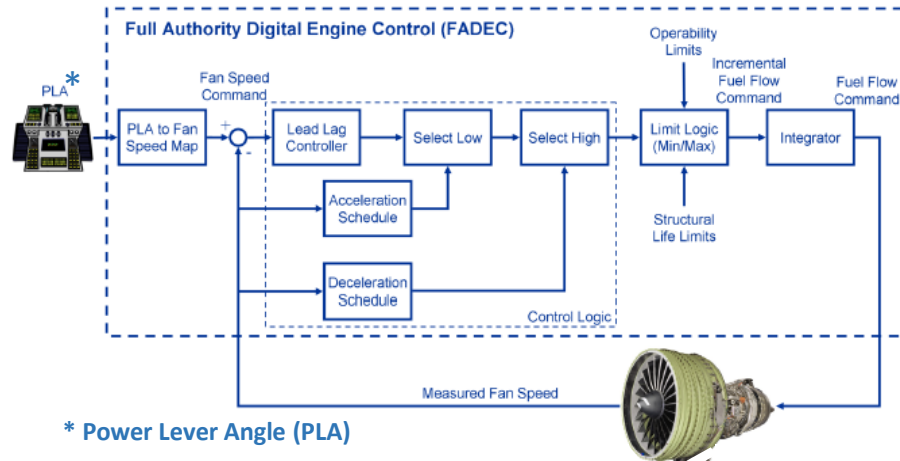 Full Authority Digital Engine Control (FADEC)
PLA*
Fan Speed
Command
Operability
Limits
Incremental
Fuel Flow
Command
Fuel Flow
Command
PLA to Fan
Speed Map
+
-
Lead Lag
Controller
Select Low
Select High
Limit Logic
(Min/Max)
Integrator
Acceleration
Schedule
Structural
Life Limits
Deceleration
Schedule
Control Logic
Measured Fan Speed
* Power Lever Angle (PLA)